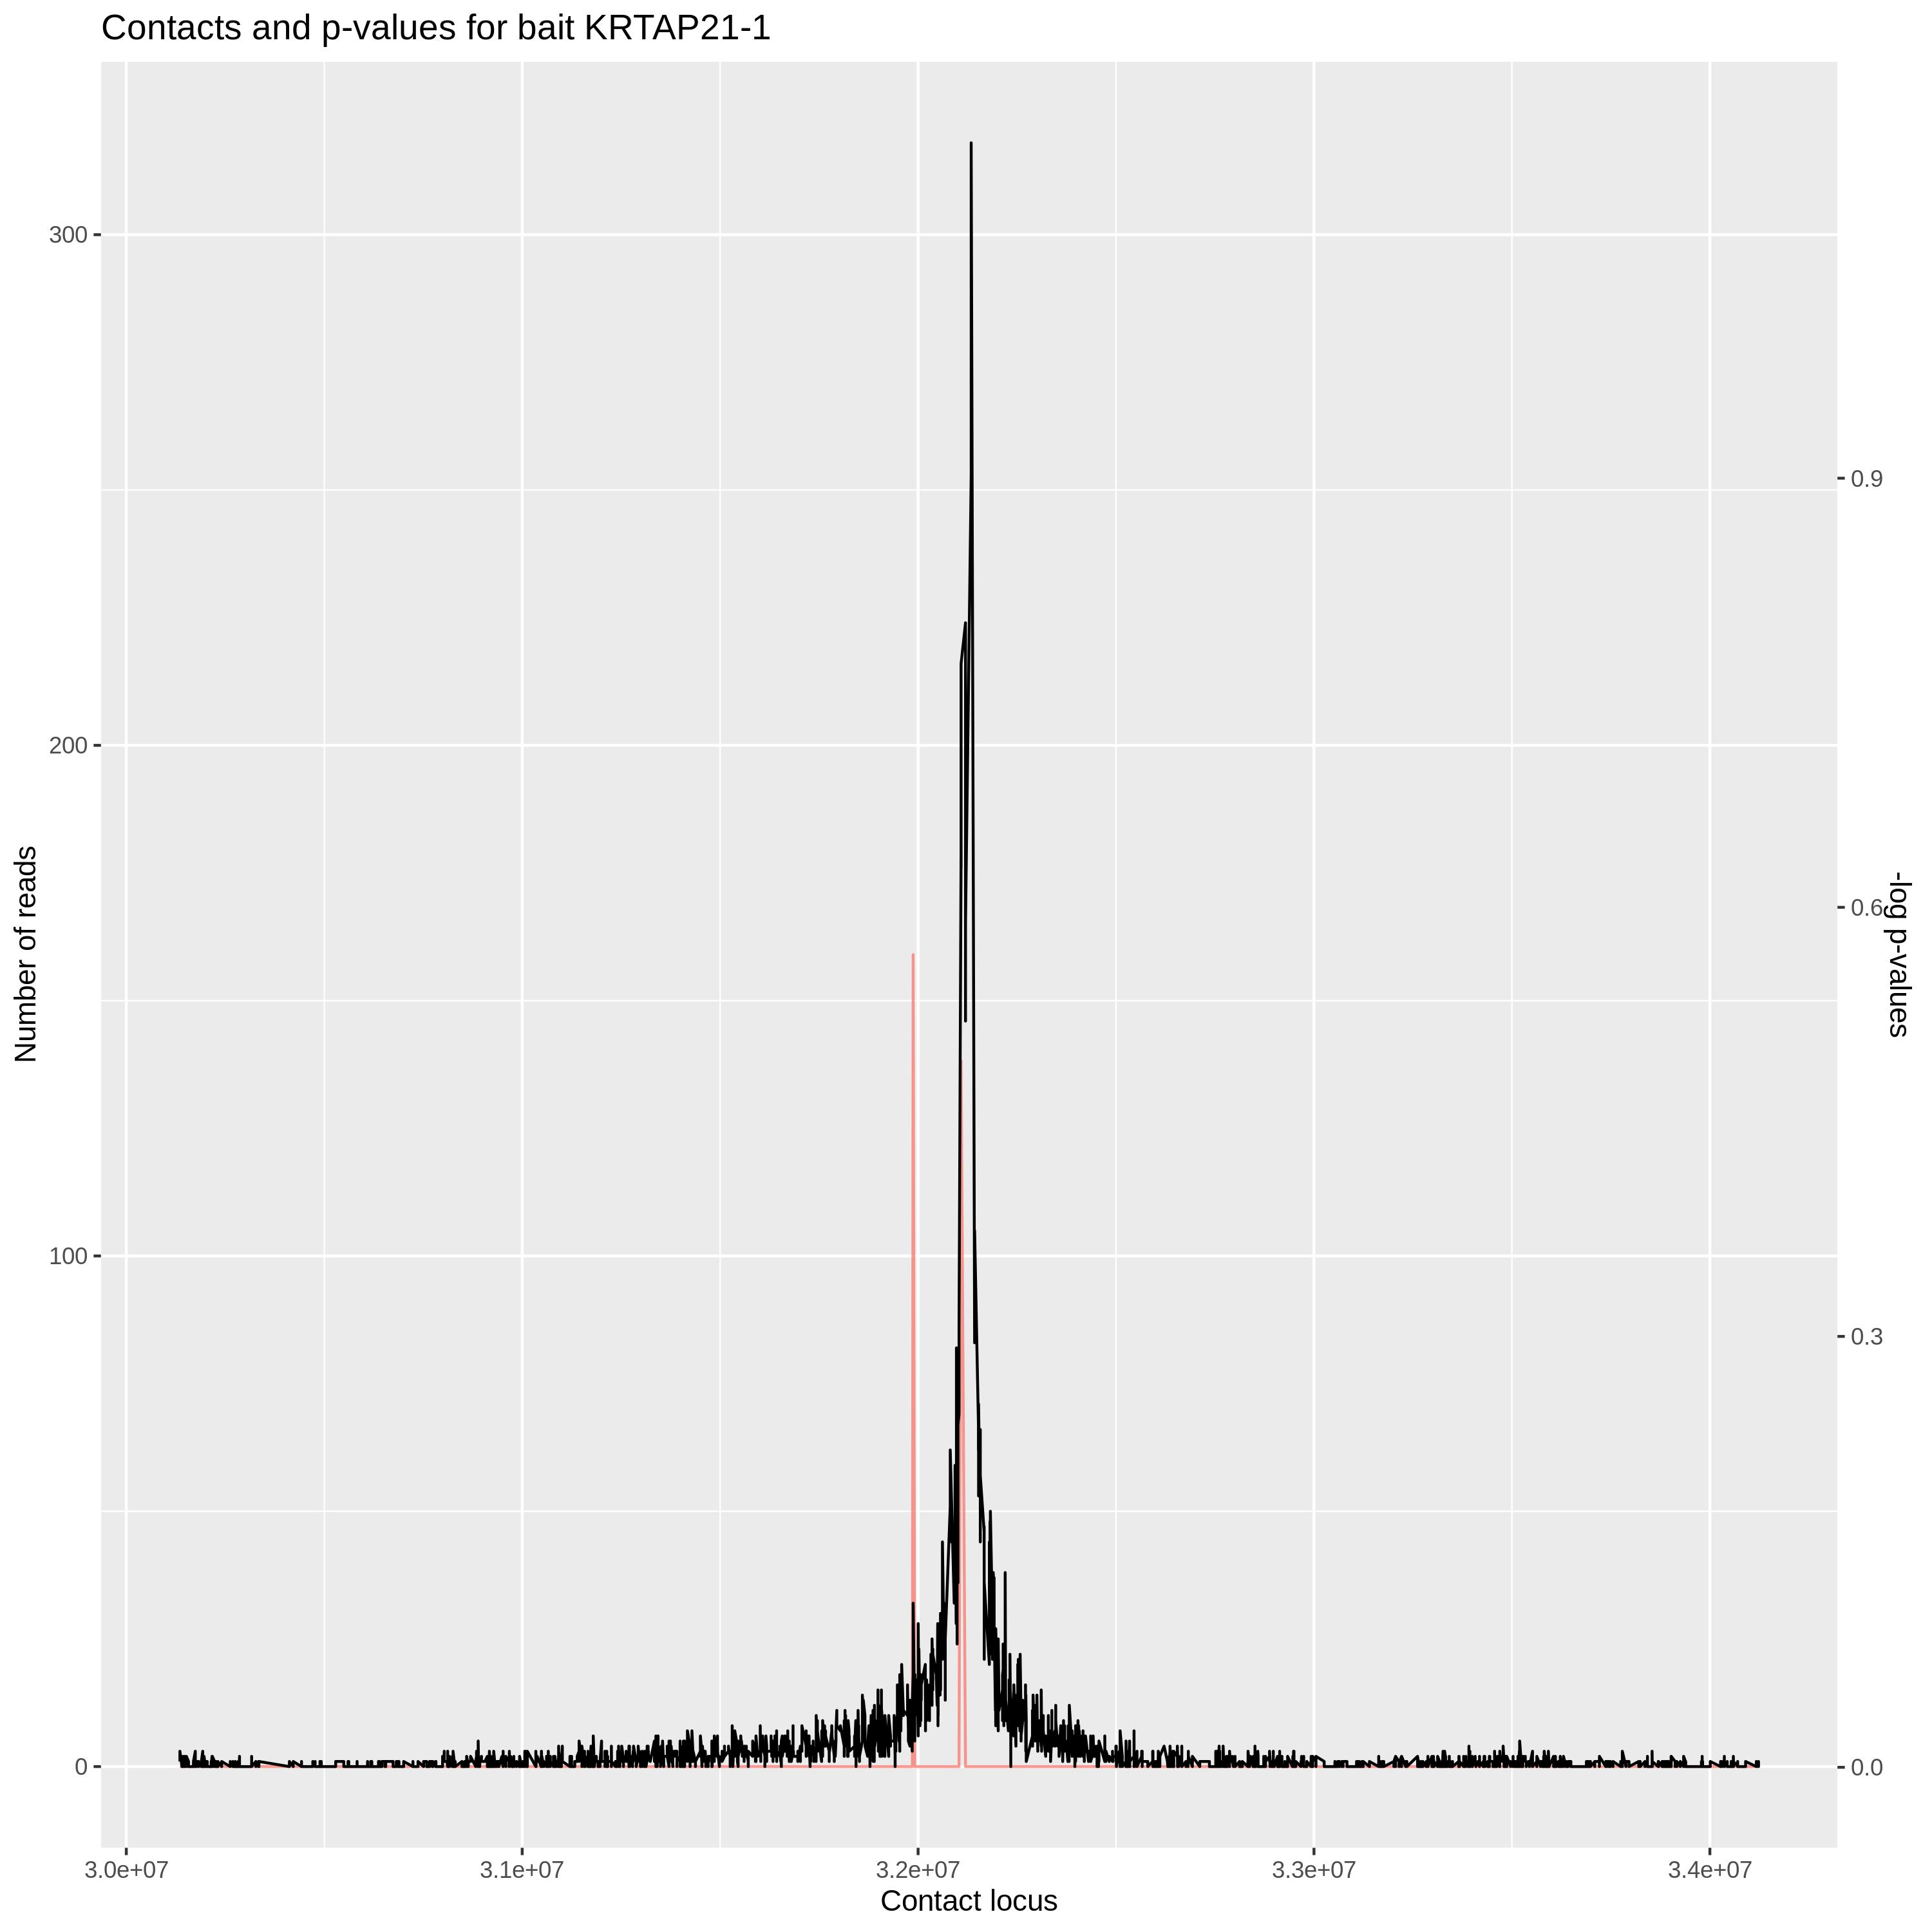 Contacts and p-values for bait KRTAP21-1
300
200
100
0
Number of reads
0.9
0.6
0.3
0.0
-log p-values
3.0e+07
3.1e+07
3.2e+07
3.3e+07
3.4e+07
Contact locus